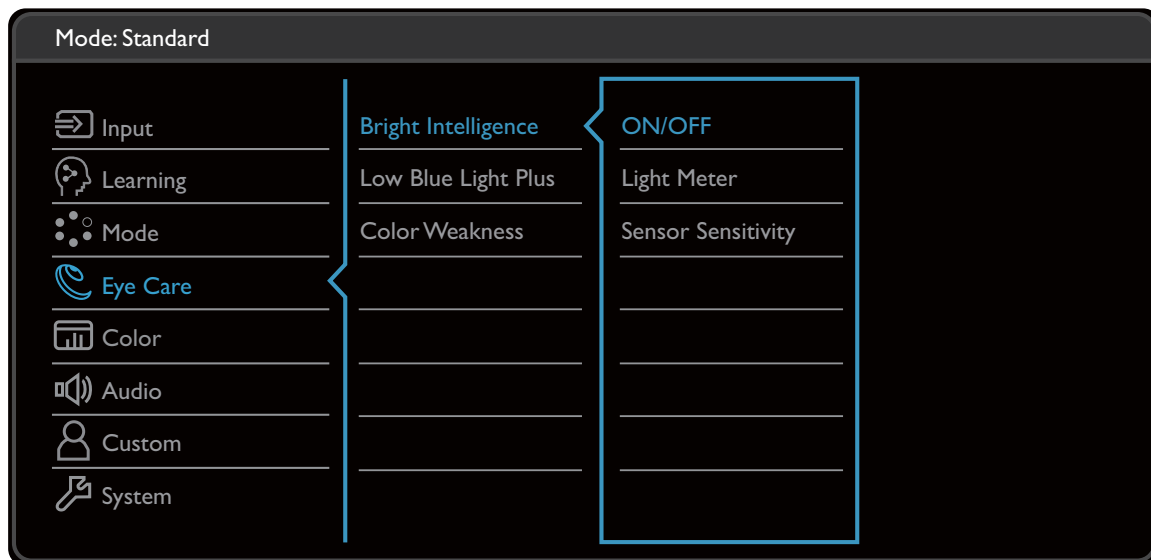 Mode: Standard
Input
Learning
Mode
Eye Care
Color
Audio
Custom
System
Bright Intelligence
Low Blue Light Plus
Color Weakness
ON/OFF
Light Meter
Sensor Sensitivity